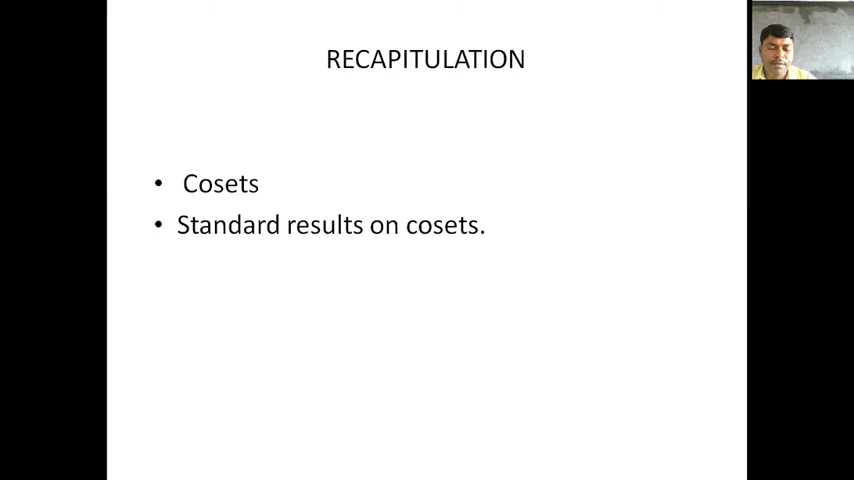 RECAPITULATION
• Cosets
• Standard results on cosets.